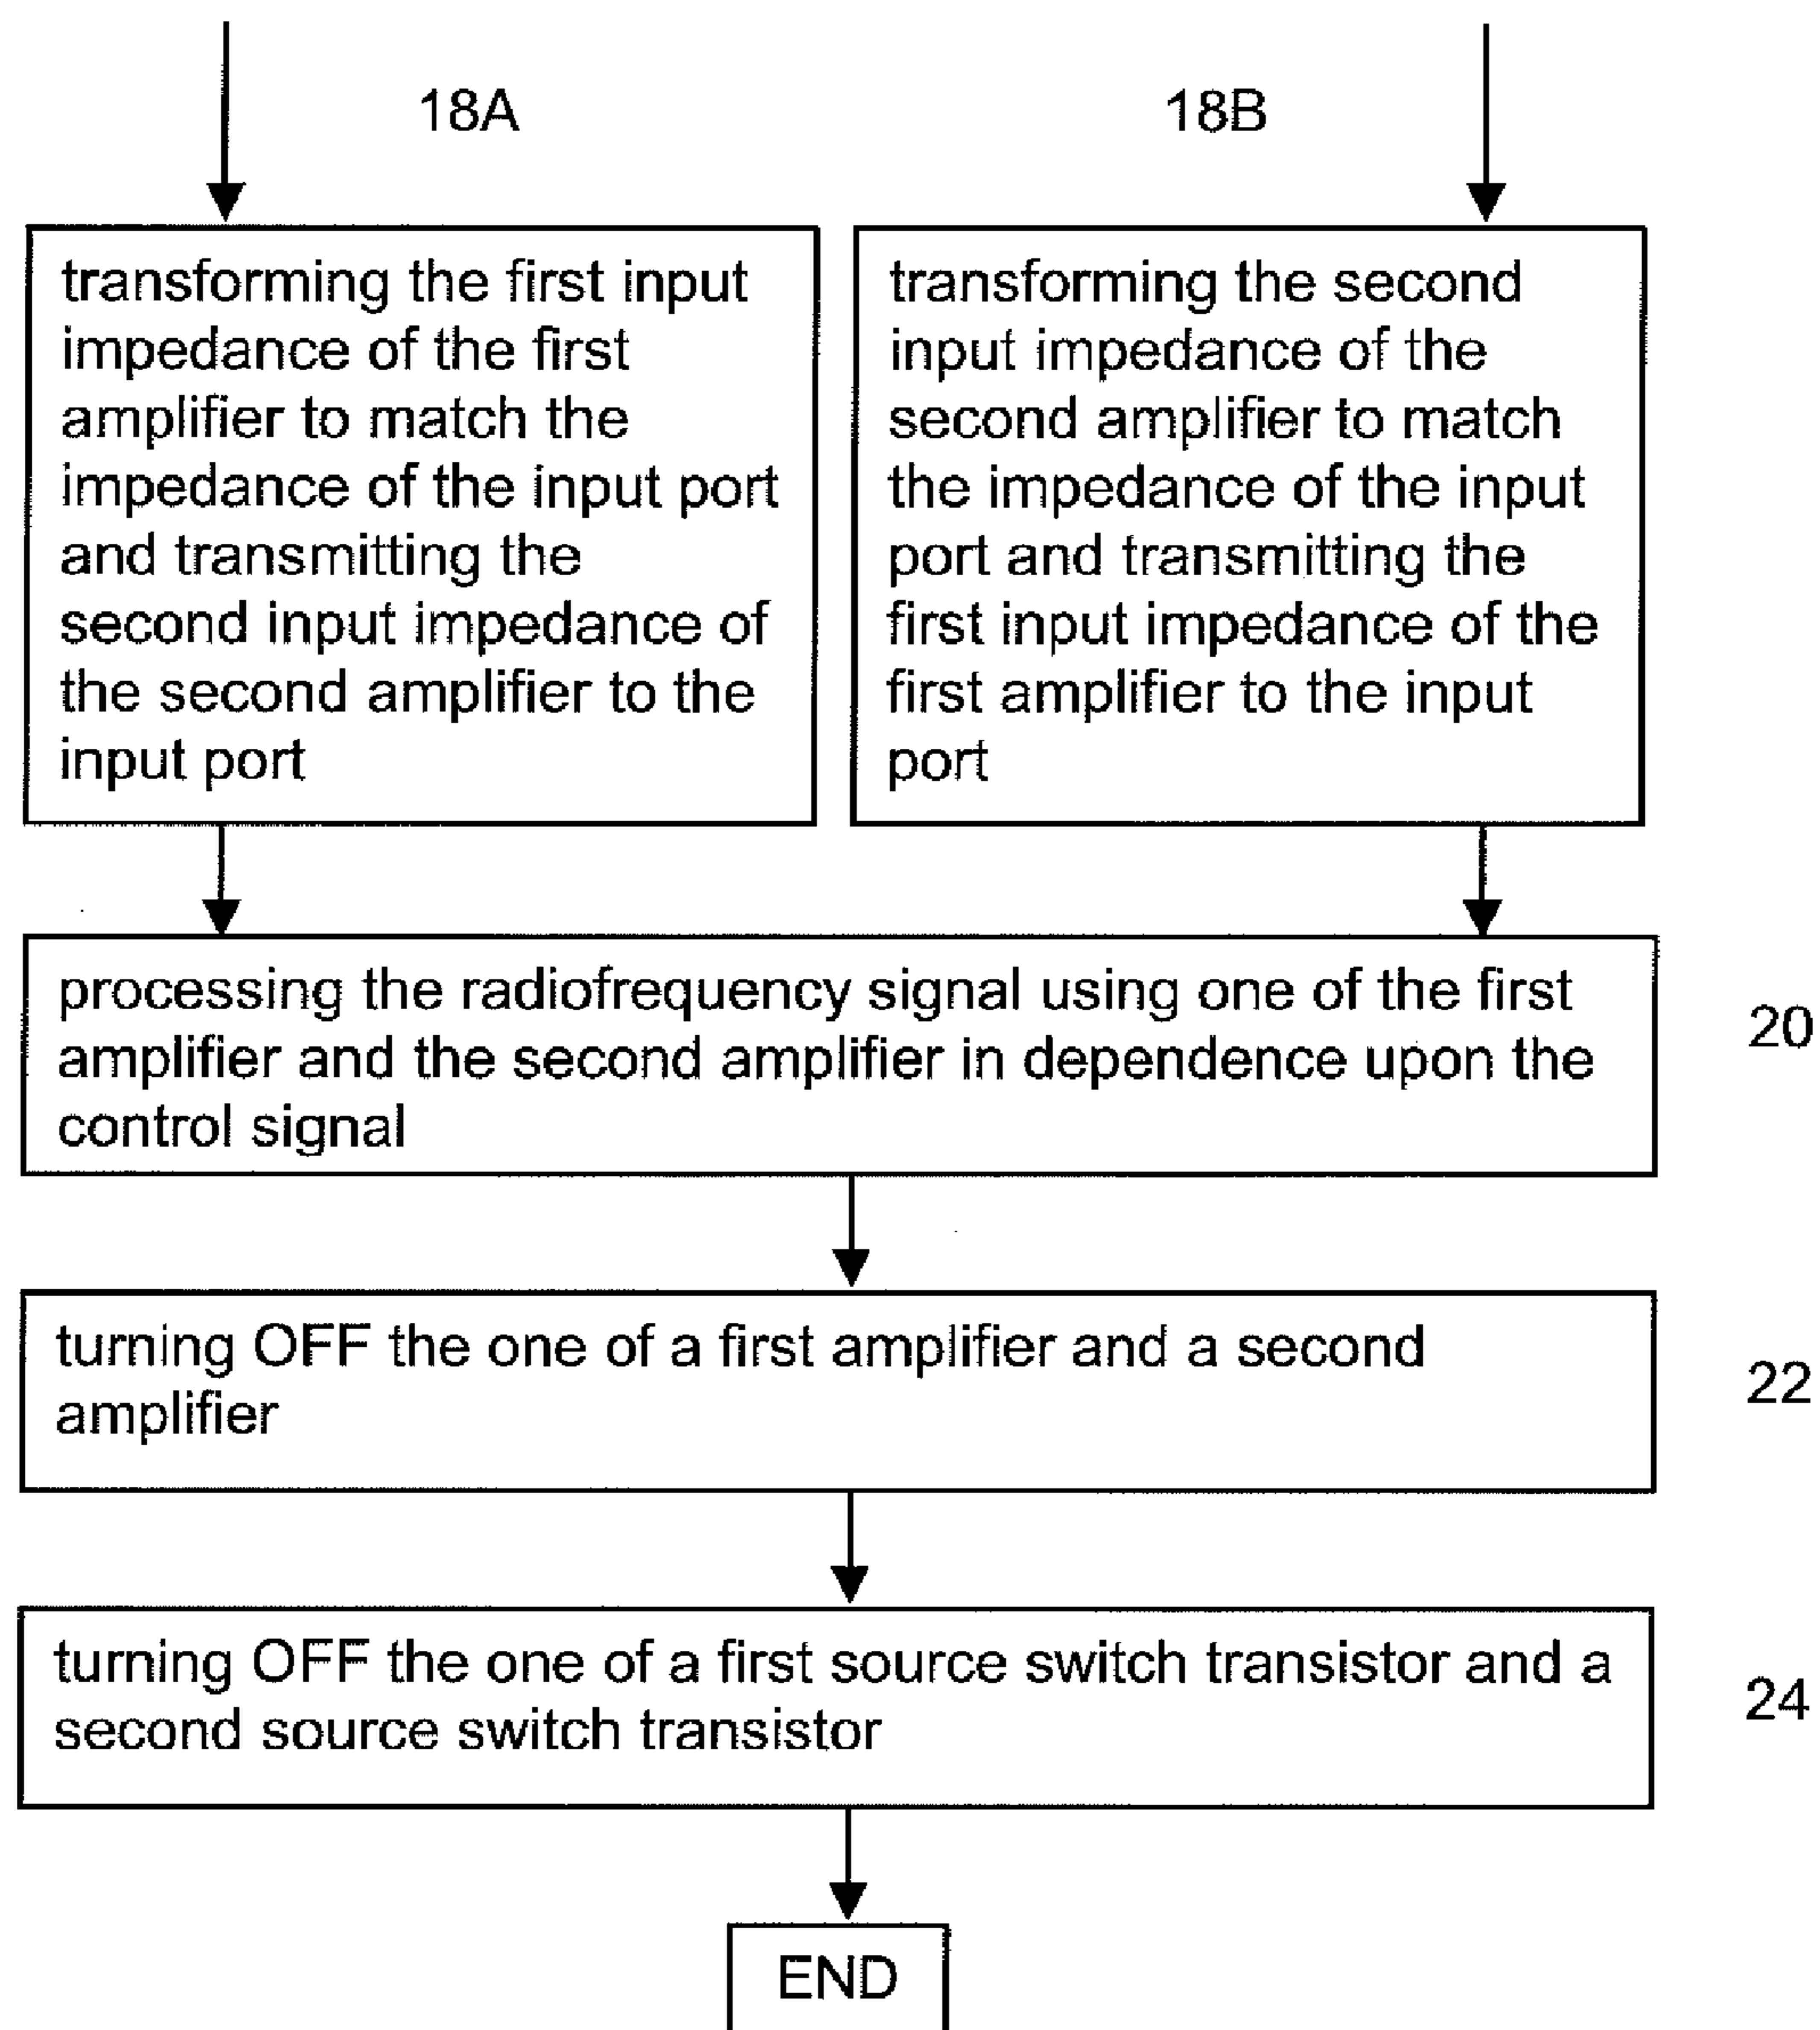 18A
18B
transforming the first input
impedance of the first
amplifier to match the
impedance of the input port
and transmitting the
second input impedance of
the second amplifier to the
input port
transforming the second
input impedance of the
second amplifier to match
the impedance of the input
port and transmitting the
first input impedance of the
first amplifier to the input
port
processing the radiofrequency signal using one of the first
amplifier and the second amplifier in dependence upon the
control signal
20
turning OFF the one of a first amplifier and a second
amplifier
22
turning OFF the one of a first source switch transistor and a
second source switch transistor
24
END